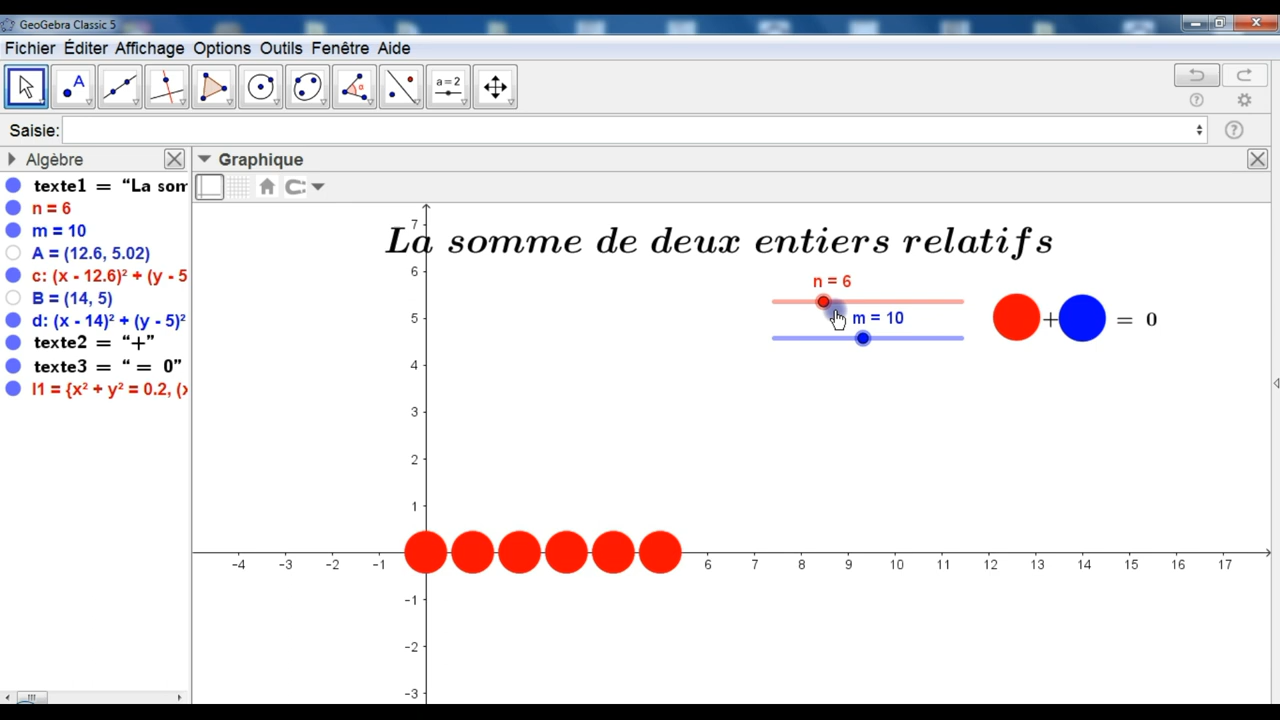 GeoGebra Classic 5
Fichier Éditer Affichage Options Outils Fenêtre Aide
A
α
a=2
Saisie:
Algèbre
Graphique
texte1 = “La som
n = 6
m = 10
A = (12.6, 5.02)
c: (x - 12.6)² + (y - 5
B = (14, 5)
d: (x - 14)² + (y - 5)²
texte2 = “+”
texte3 = “ = 0”
l1 = {x² + y² = 0.2, (x
La somme de deux entiers relatifs
n = 6
m = 10
+ = 0
7
6
5
4
3
2
1
-4 -3 -2 -1 6 7 8 9 10 11 12 13 14 15 16 17
-1
-2
-3